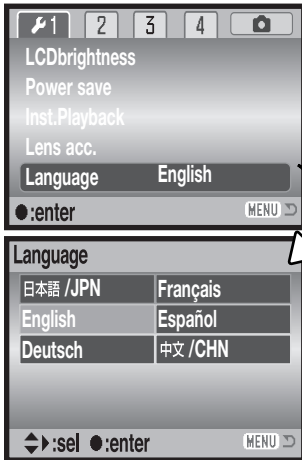 1 2 3 4
LCDbrightness
Power save
Inst.Playback
Lens acc.
Language English
:enter MENU
Language
日本語 /JPN Français
English Español
Deutsch 中文 /CHN
:sel :enter MENU